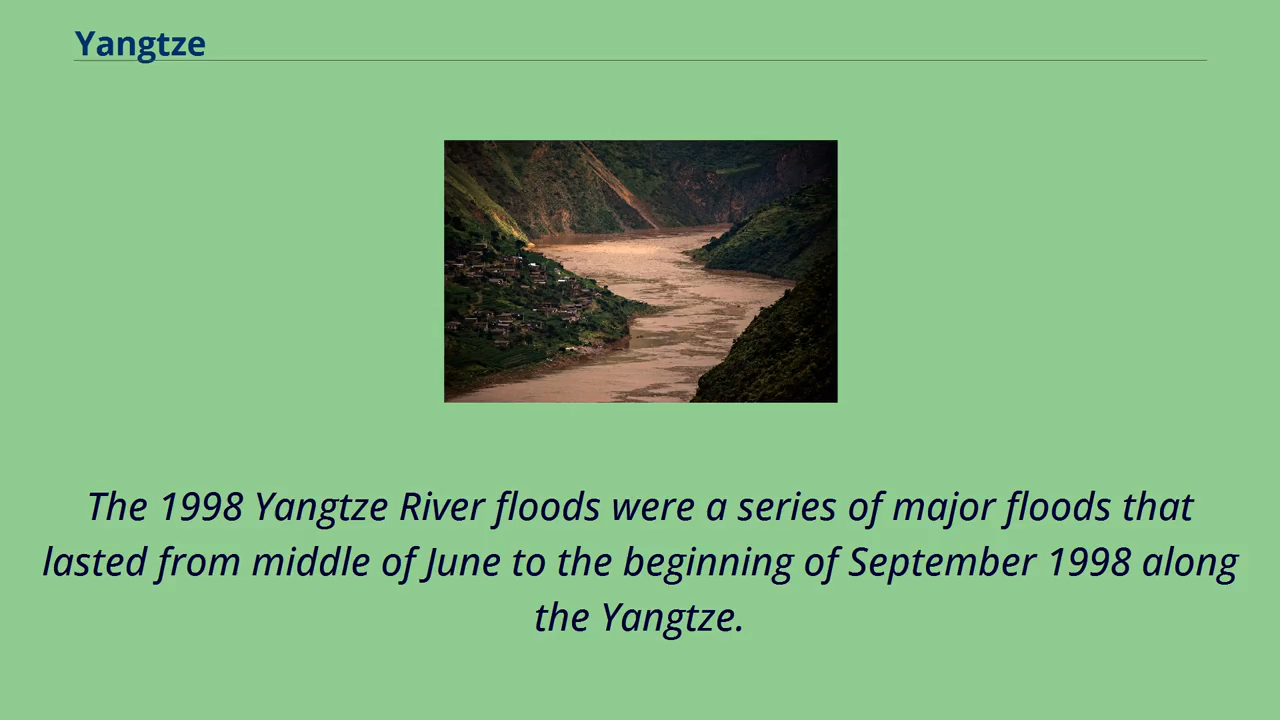 Yangtze
The 1998 Yangtze River floods were a series of major floods that
lasted from middle of June to the beginning of September 1998 along
the Yangtze.